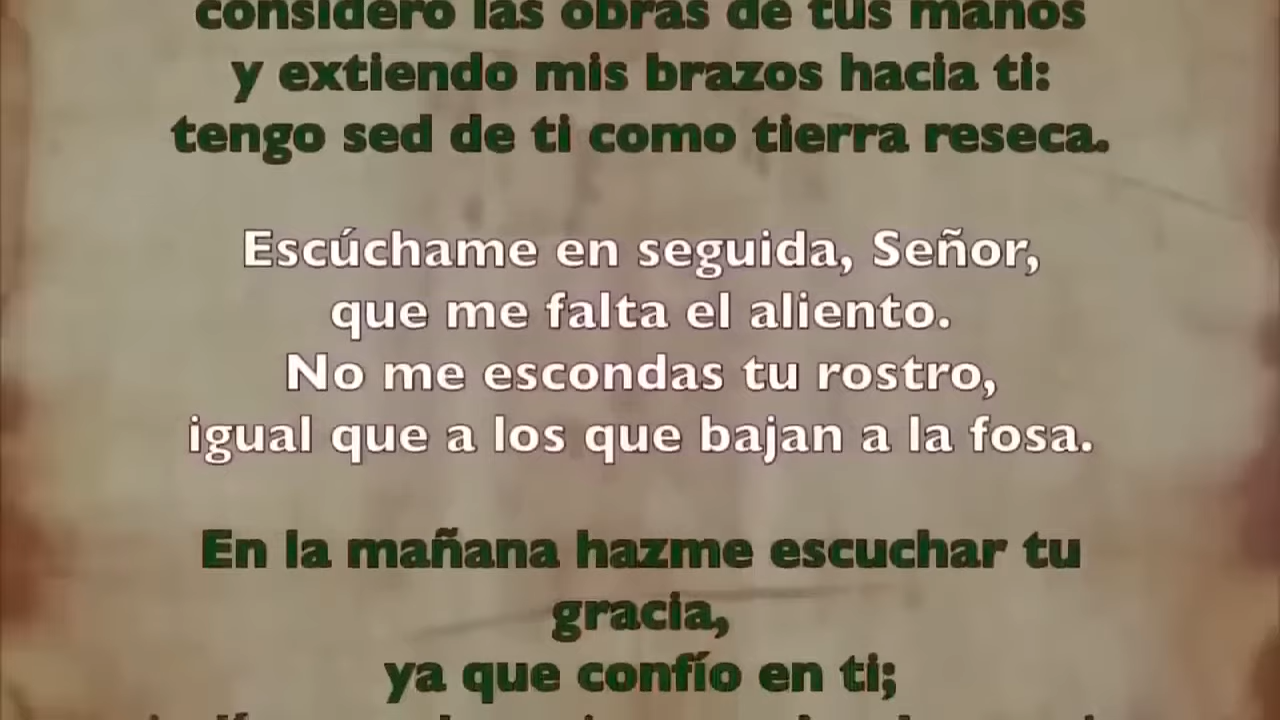 considero las obras de tus manos
y extiendo mis brazos hacia ti:
tengo sed de ti como tierra reseca.
Escúchame en seguida, Señor,
que me falta el aliento.
No me escondas tu rostro,
igual que a los que bajan a la fosa.
En la mañana hazme escuchar tu
gracia,
ya que confío en ti;